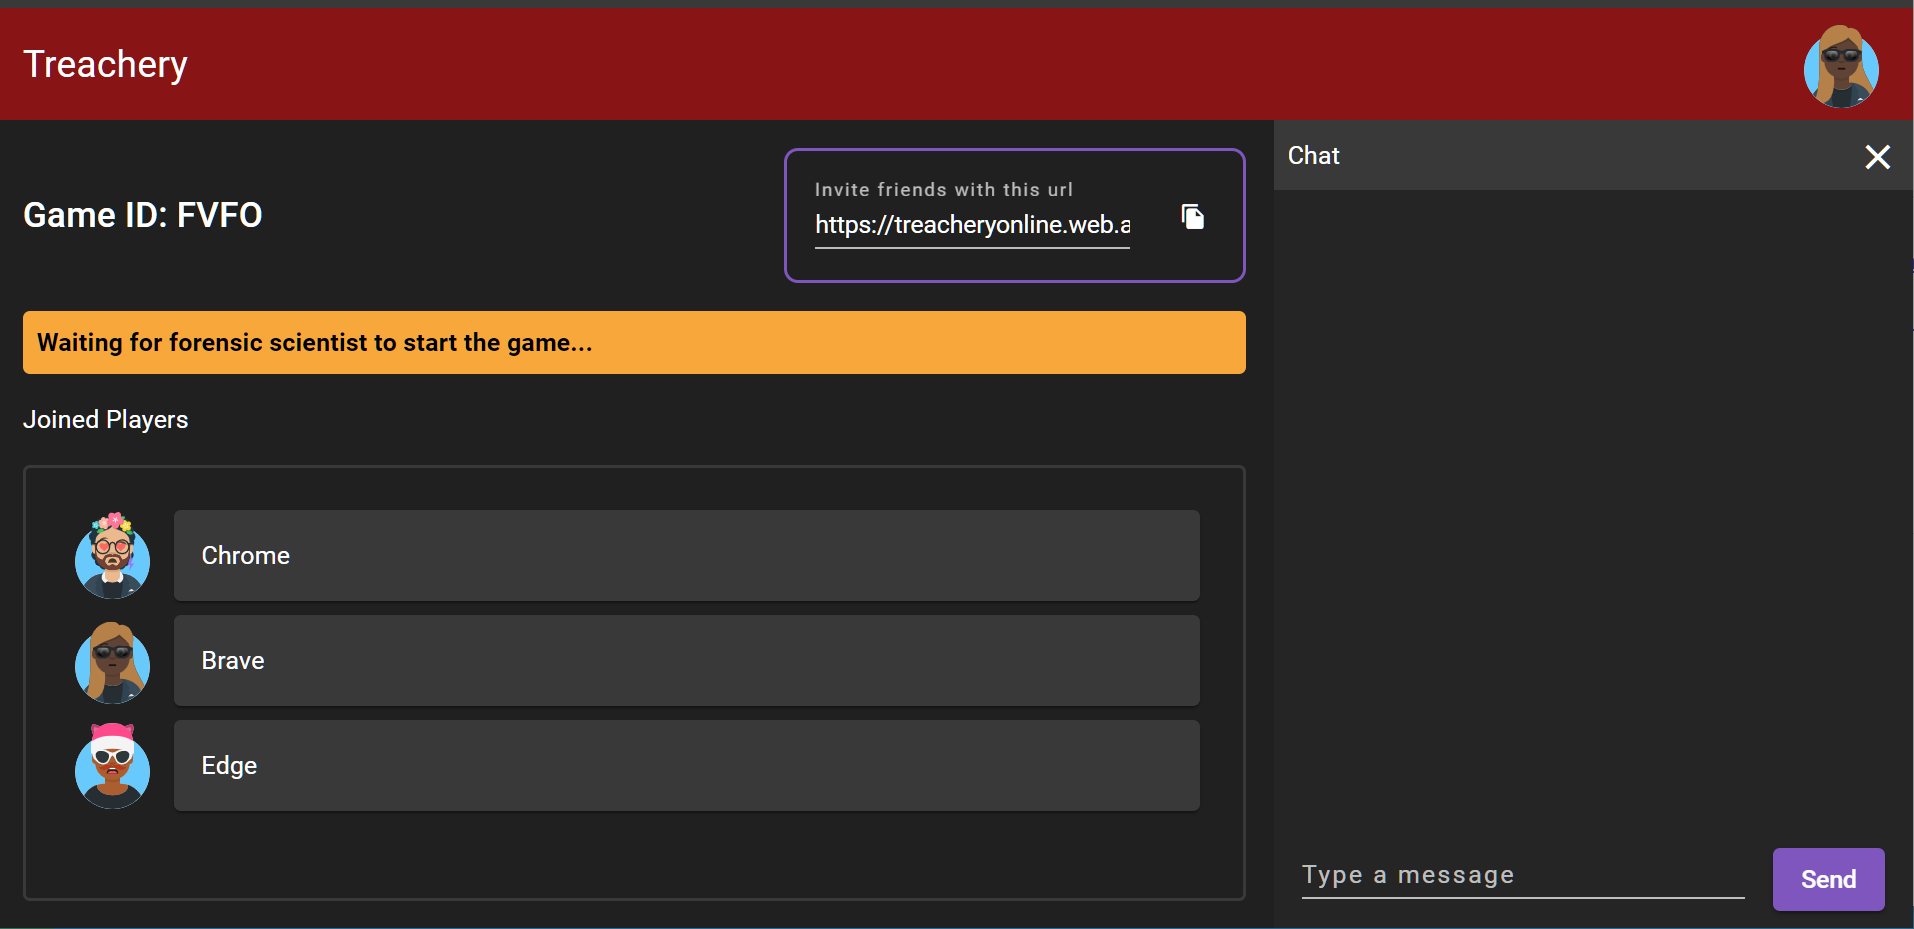 Treachery
Game ID: FVFO
Invite friends with this url
https://treacheryonline.web.a
Waiting for forensic scientist to start the game...
Joined Players
Chrome
Brave
Edge
Chat
Type a message
Send